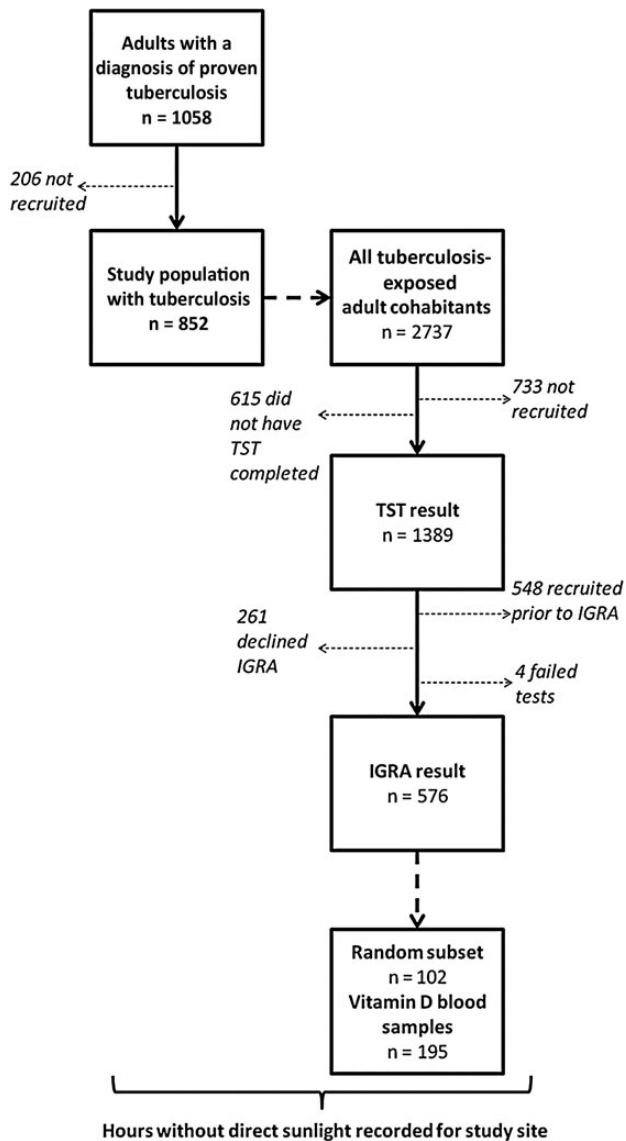 Adults with a
diagnosis of proven
tuberculosis
n = 1058
206 not
recruited
Study population
with tuberculosis
n = 852
All tuberculosis-
exposed
adult cohabitants
n = 2737
615 did
not have
TST
completed
733 not
recruited
TST result
n = 1389
548 recruited
prior to IGRA
261
declined
IGRA
4 failed
tests
IGRA result
n = 576
Random subset
n = 102
Vitamin D blood
samples
n = 195
Hours without direct sunlight recorded for study site